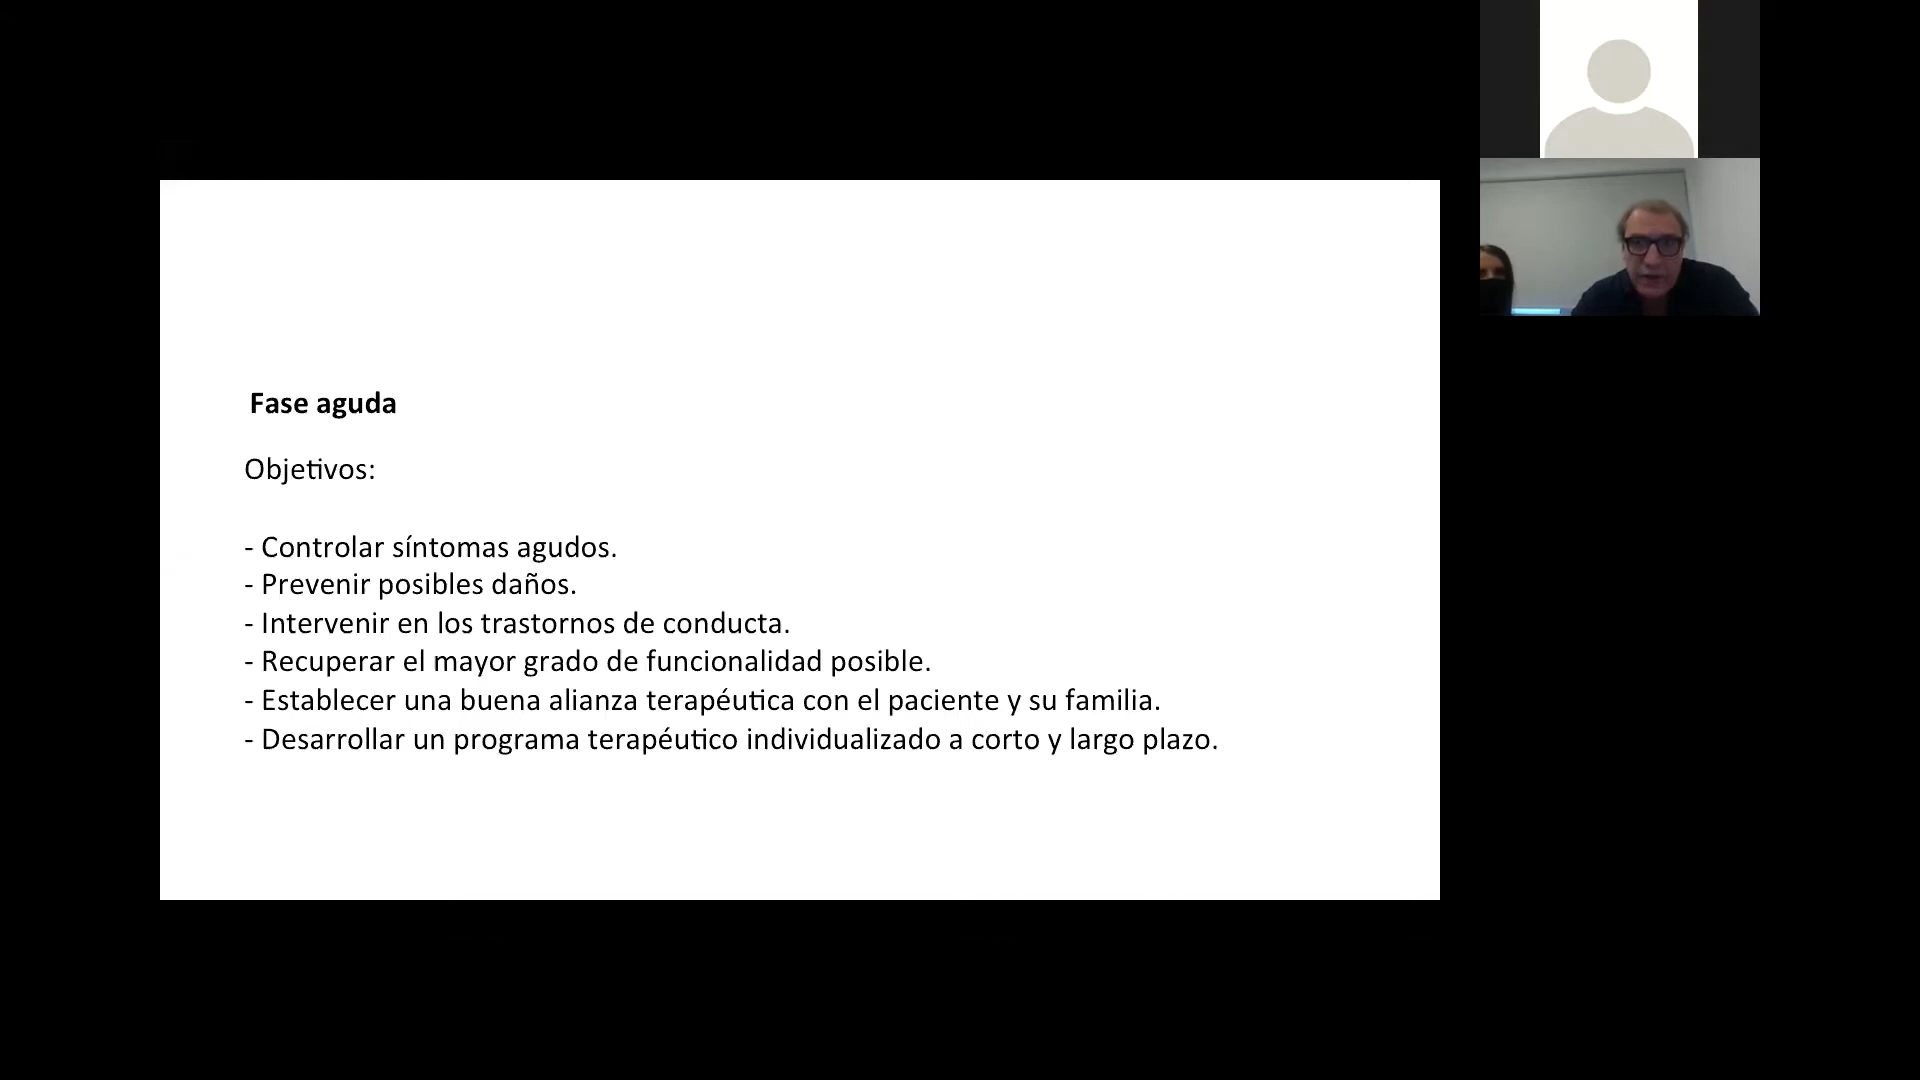 Fase aguda
Objetivos:
- Controlar síntomas agudos.
- Prevenir posibles daños.
- Intervenir en los trastornos de conducta.
- Recuperar el mayor grado de funcionalidad posible.
- Establecer una buena alianza terapéutica con el paciente y su familia.
- Desarrollar un programa terapéutico individualizado a corto y largo plazo.